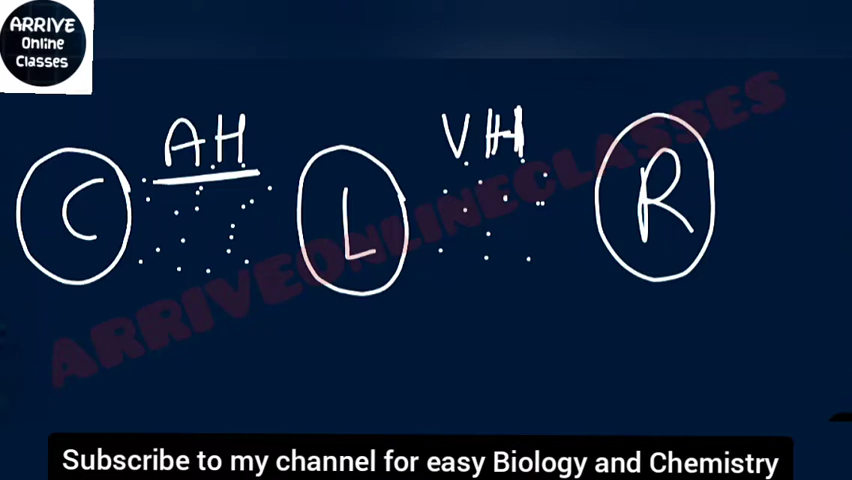 ARRIVE
Online
Classes
AH
VH
C
L
R
ARRIVEONLINECLASSES
Subscribe to my channel for easy Biology and Chemistry